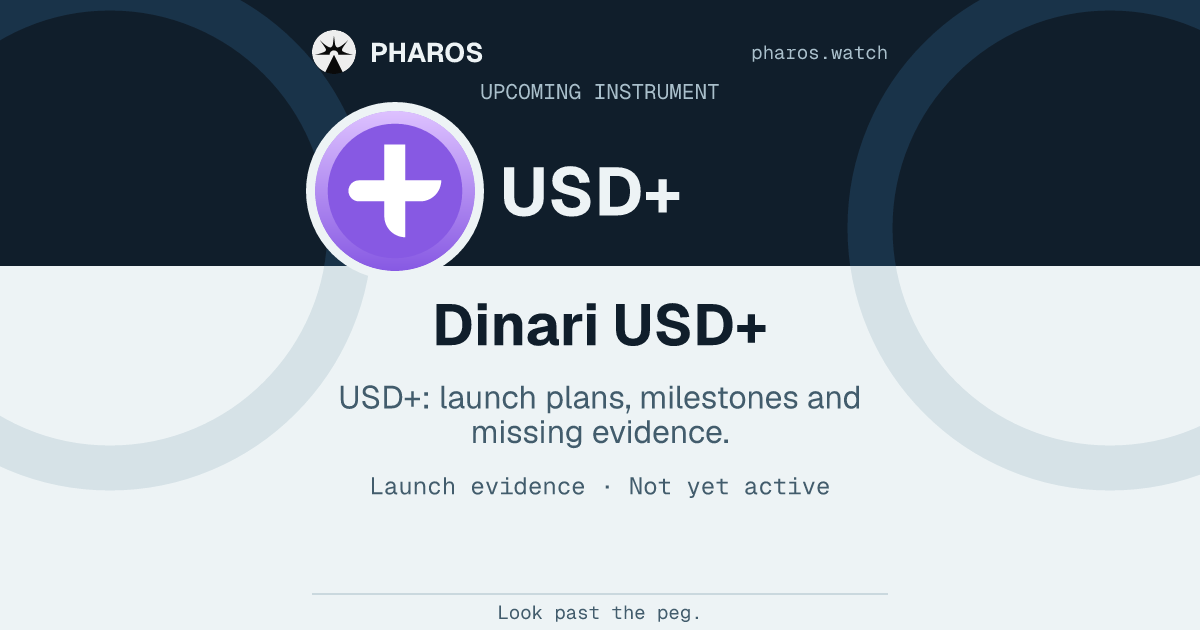 PHAROS
pharos.watch
UPCOMING INSTRUMENT
USD+
Dinari USD+
USD+: launch plans, milestones and
missing evidence.
Launch evidence · Not yet active
Look past the peg.